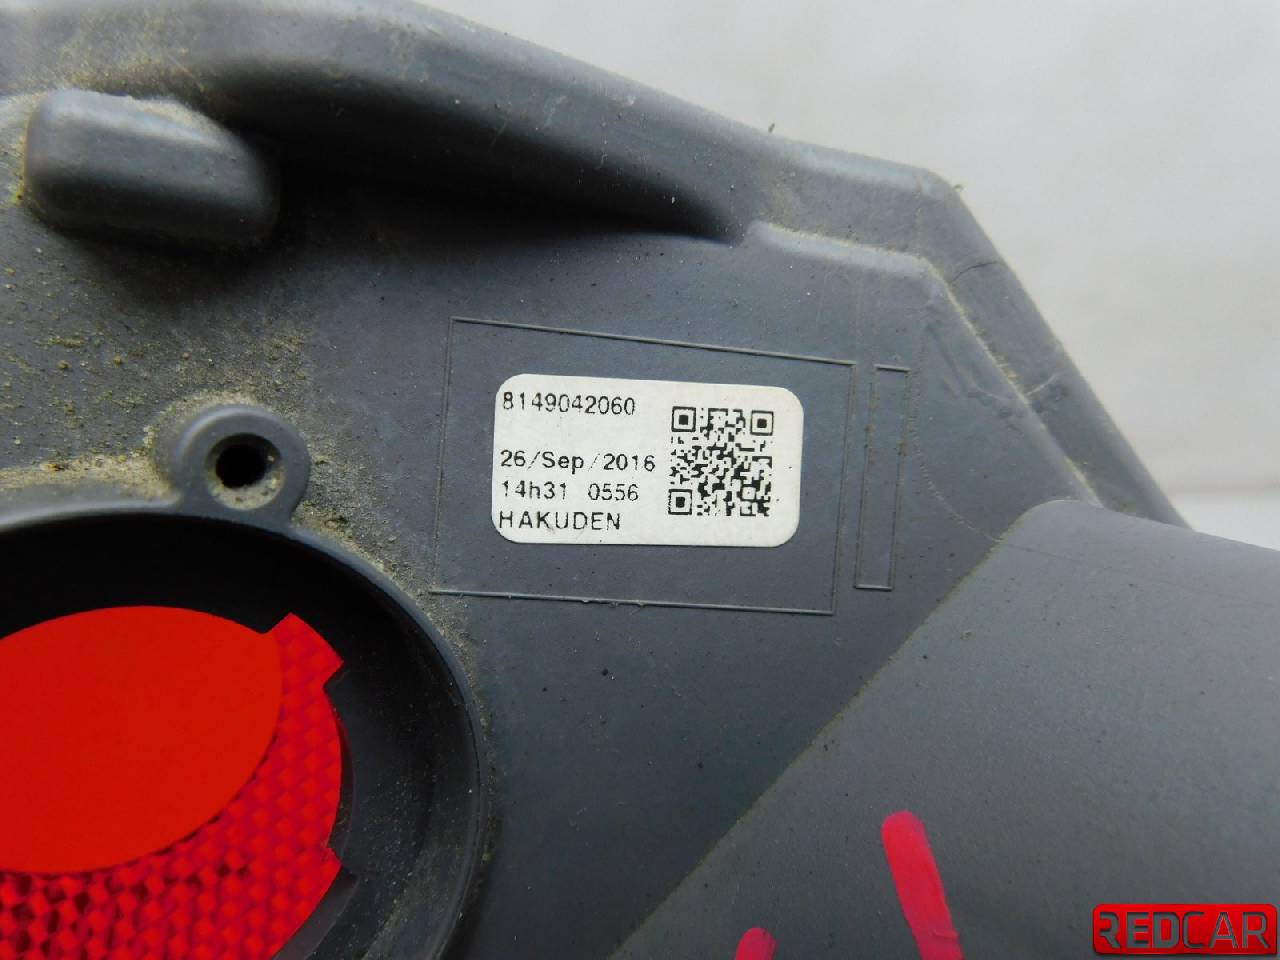 8149042060
26/Sep/2016
14h31 0556
HAKUDEN
REDCAR